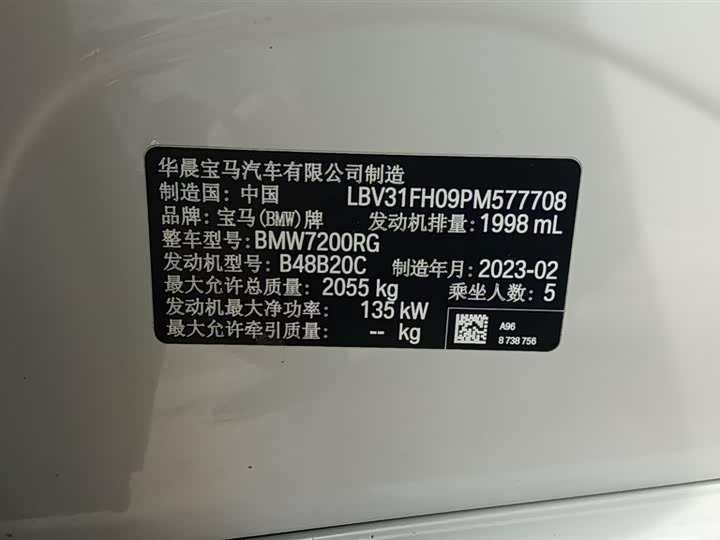 华晨宝马汽车有限公司制造
制造国: 中国 LBV31FH09PM577708
品牌: 宝马(BMW)牌 发动机排量: 1998 mL
整车型号: BMW7200RG
发动机型号: B48B20C 制造年月: 2023-02
最大允许总质量: 2055 kg 乘坐人数: 5
发动机最大净功率: 135 kW
最大允许牵引质量: -- kg
A96
8 738 756